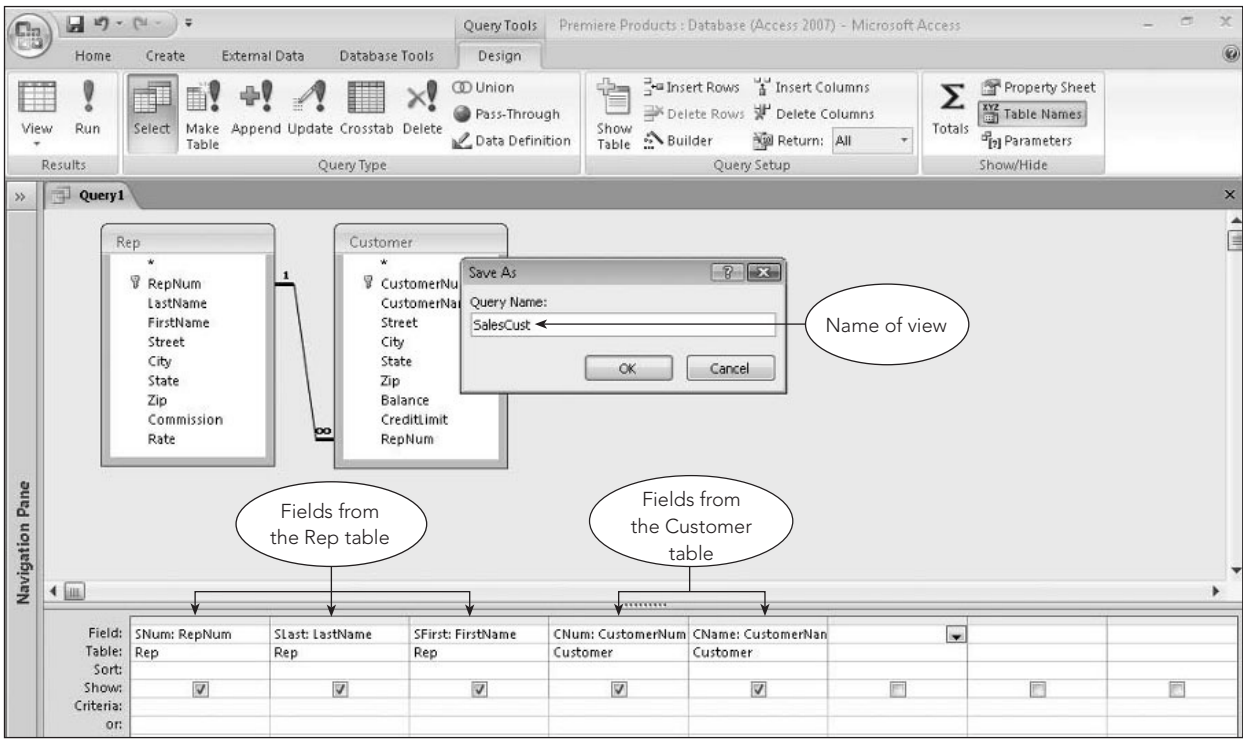 Query Tools Premiere Products : Database (Access 2007) - Microsoft Access
Home Create External Data Database Tools Design
View Run
Results
Select Make Table Append Update Crosstab Delete
Union
Pass-Through
Data Definition
Query Type
Show Table
Insert Rows
Delete Rows
Builder
Insert Columns
Delete Columns
Return: All
Query Setup
Totals
Property Sheet
Table Names
Parameters
Show/Hide
Query1
Navigation Pane
Rep
*
RepNum
LastName
FirstName
Street
City
State
Zip
Commission
Rate
1
∞
Customer
*
CustomerNu
CustomerNa
Street
City
State
Zip
Balance
CreditLimit
RepNum
Save As
Query Name:
SalesCust
OK Cancel
Name of view
Fields from
the Rep table
Fields from
the Customer
table
Field: SNum: RepNum SLast: LastName SFirst: FirstName CNum: CustomerNum CName: CustomerNan
Table: Rep Rep Rep Customer Customer
Sort:
Show:
Criteria:
or: